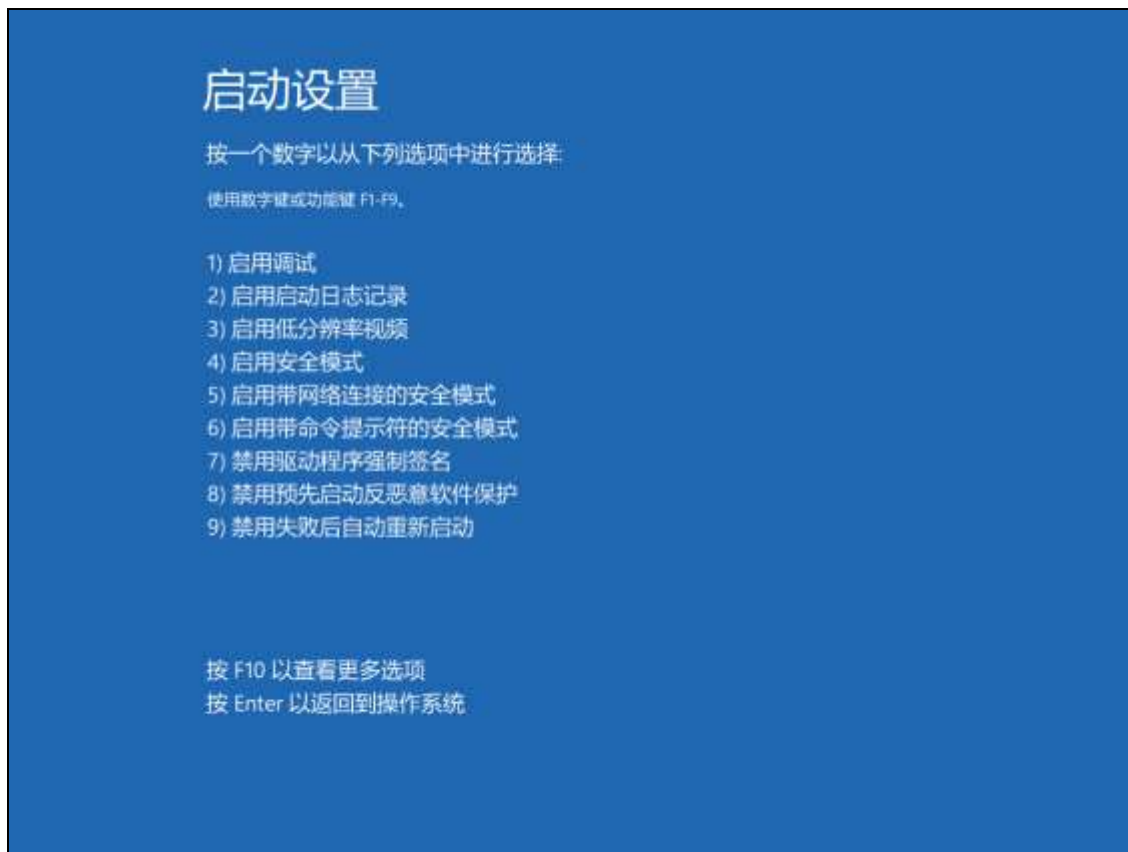 启动设置
按一个数字以从下列选项中进行选择:
使用数字键或功能键 F1-F9。
1) 启用调试
2) 启用启动日志记录
3) 启用低分辨率视频
4) 启用安全模式
5) 启用带网络连接的安全模式
6) 启用带命令提示符的安全模式
7) 禁用驱动程序强制签名
8) 禁用预先启动反恶意软件保护
9) 禁用失败后自动重新启动
按 F10 以查看更多选项
按 Enter 以返回到操作系统